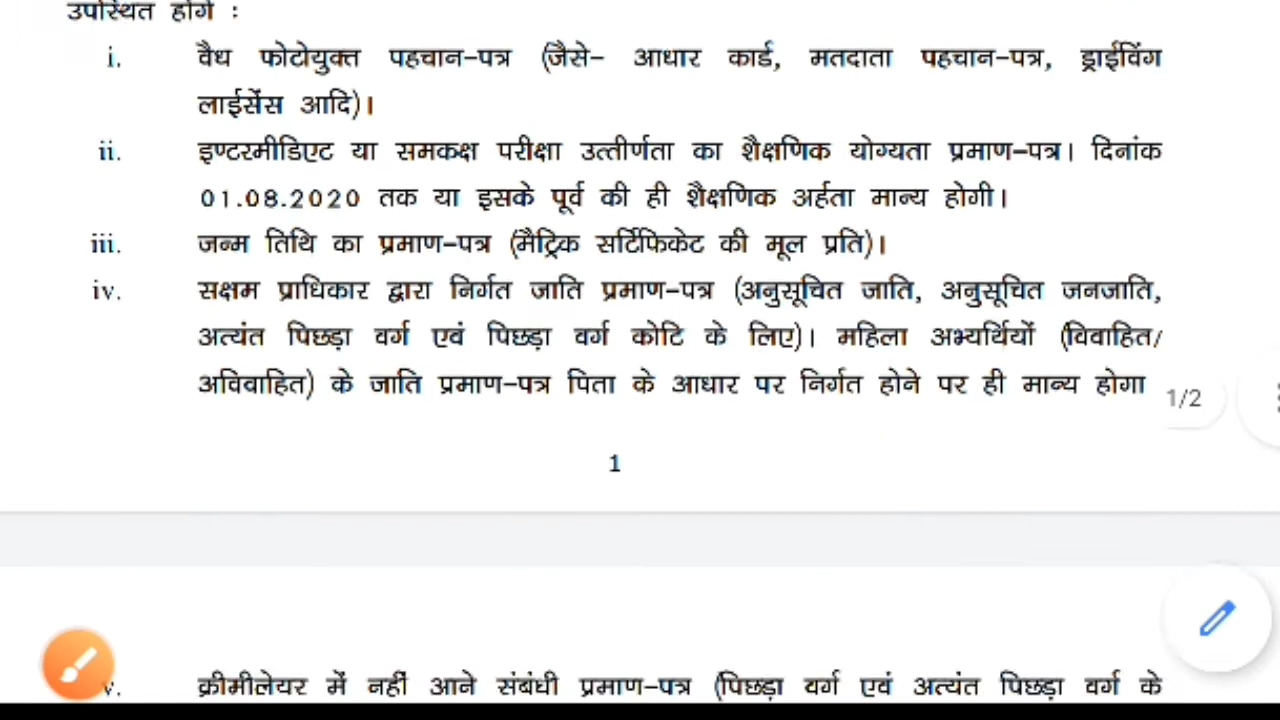 उपस्थित होंगे :
i. वैध फोटोयुक्त पहचान-पत्र (जैसे- आधार कार्ड, मतदाता पहचान-पत्र, ड्राईविंग
लाईसेंस आदि)।
ii. इण्टरमीडिएट या समकक्ष परीक्षा उत्तीर्णता का शैक्षणिक योग्यता प्रमाण-पत्र। दिनांक
01.08.2020 तक या इसके पूर्व की ही शैक्षणिक अर्हता मान्य होगी।
iii. जन्म तिथि का प्रमाण-पत्र (मैट्रिक सर्टिफिकेट की मूल प्रति)।
iv. सक्षम प्राधिकार द्वारा निर्गत जाति प्रमाण-पत्र (अनुसूचित जाति, अनुसूचित जनजाति,
अत्यंत पिछड़ा वर्ग एवं पिछड़ा वर्ग कोटि के लिए)। महिला अभ्यर्थियों (विवाहित/
अविवाहित) के जाति प्रमाण-पत्र पिता के आधार पर निर्गत होने पर ही मान्य होगा
1/2
1
v. क्रीमीलेयर में नहीं आने संबंधी प्रमाण-पत्र (पिछड़ा वर्ग एवं अत्यंत पिछड़ा वर्ग के